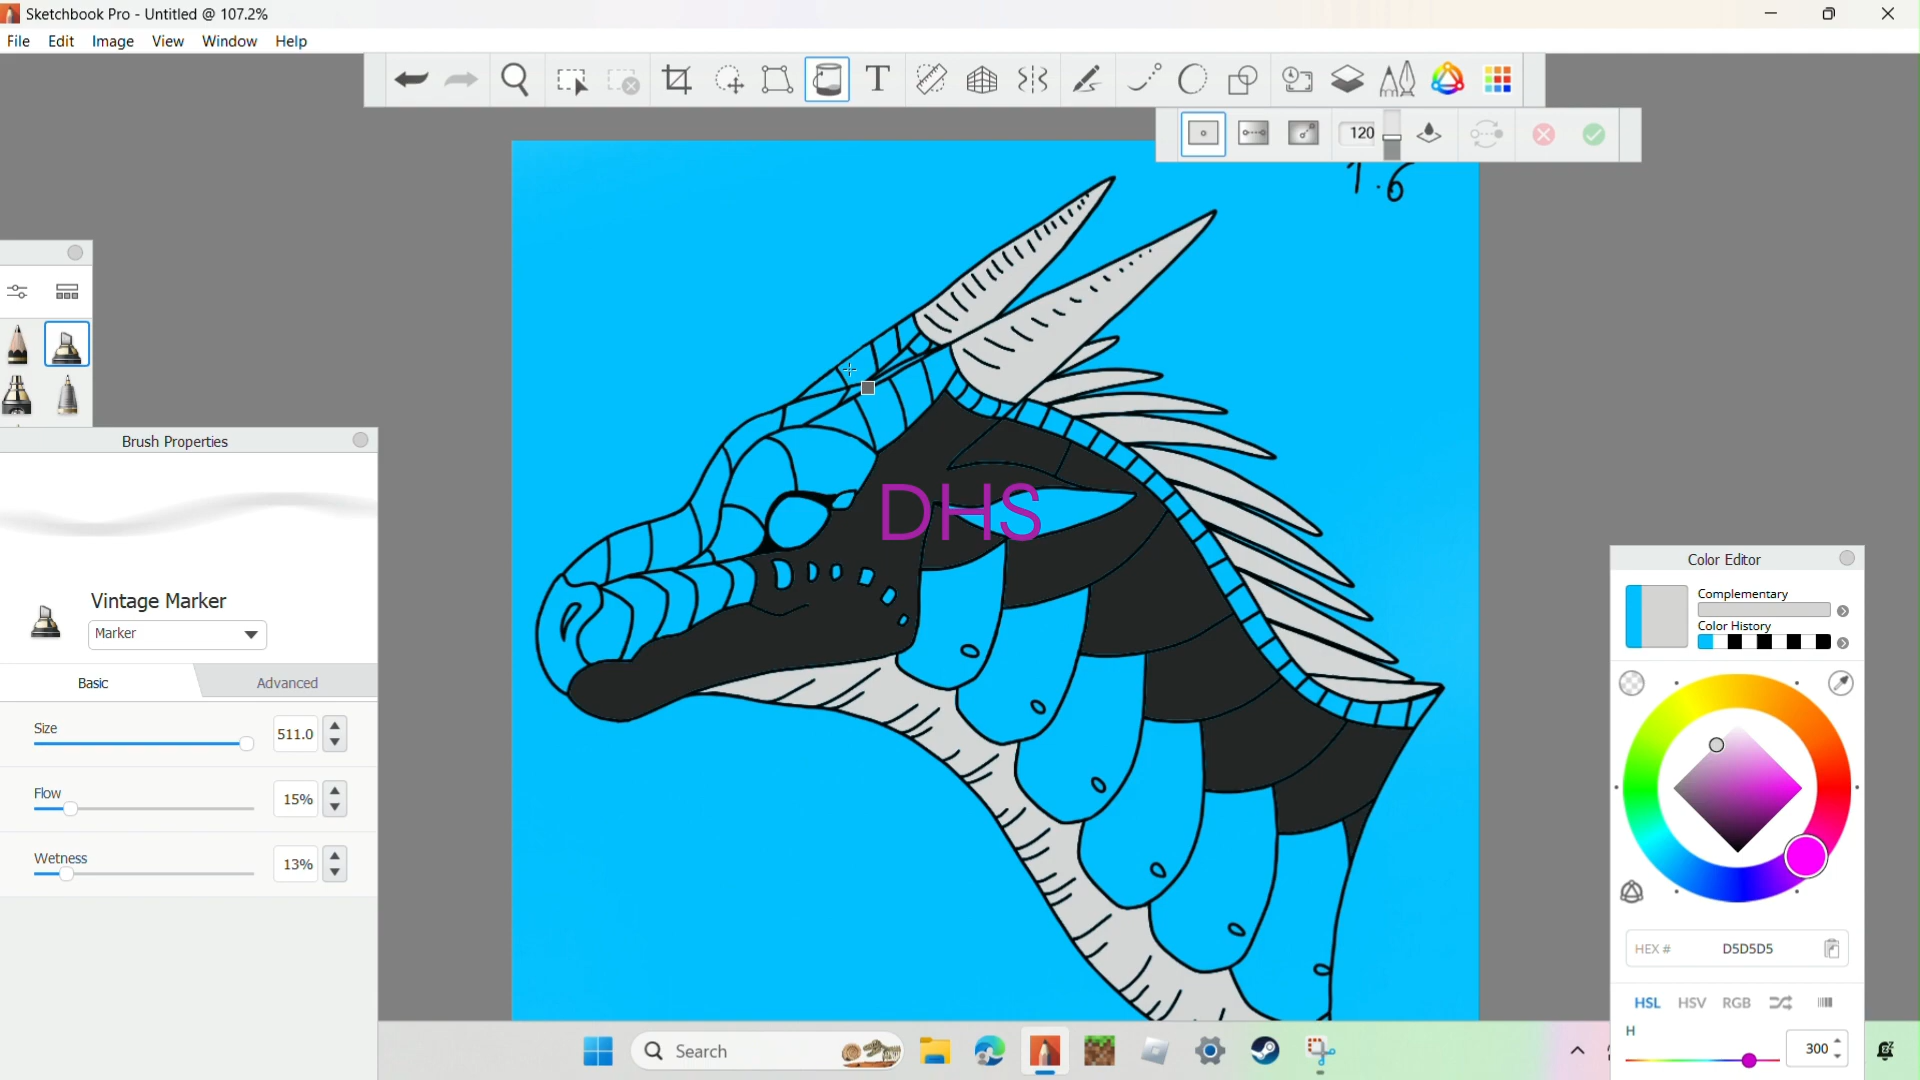 Sketchbook Pro - Untitled @ 107.2%
File Edit Image View Window Help
T
120
1.6
DHS
Brush Properties
Vintage Marker
Marker
Basic Advanced
Size 511.0
Flow 15%
Wetness 13%
Color Editor
Complementary
Color History
HEX # D5D5D5
HSL HSV RGB
H
300
Search